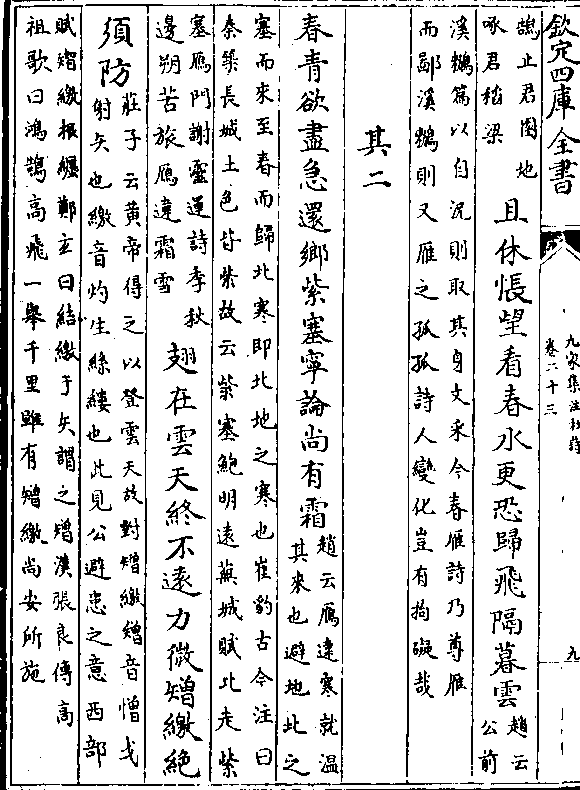 欽定四庫全書
九家集注杜詩
卷二十三
九
鵠止君園地
啄君稻粱
且休悵望看春水更恐歸飛隔暮雲
趙云
公前
溪鶒篇以自况則取其身文采今春雁詩乃尊雁
而鄙溪鶒則又雁之孤孤詩人變化豈有拘礙哉
其二
春青欲盡急還鄉紫塞寧論尚有霜
趙云雁違寒就溫
其來也避地北之
塞而來至春而歸北寒即北地之寒也崔豹古今注曰
秦築長城土色皆紫故云紫塞鮑明遠蕪城賦北走紫
塞雁門謝靈運詩季秋
邊朔苦旅雁違霜雪
翅在雲天終不遠力微矰繳絕
須防
莊子云黄帝得之以登雲天故對矰繳矰音憎弋
射矢也繳音灼生絲縷也此見公避患之意西都
賦矰繳相纏鄭玄曰結繳于矢謂之矰漢張良傳高
祖歌曰鴻鵠高飛一舉千里雖有矰繳尚安所施